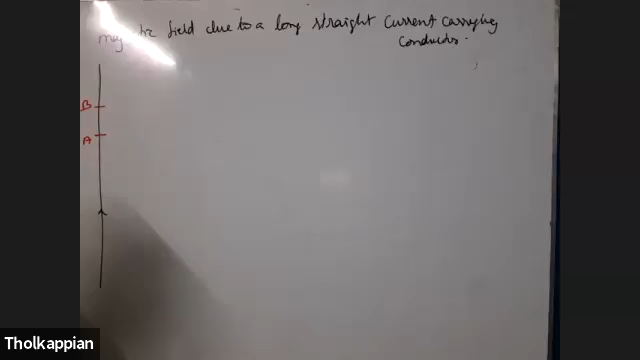 field due to a long straight current carrying
conductor.
B
A
Tholkappian